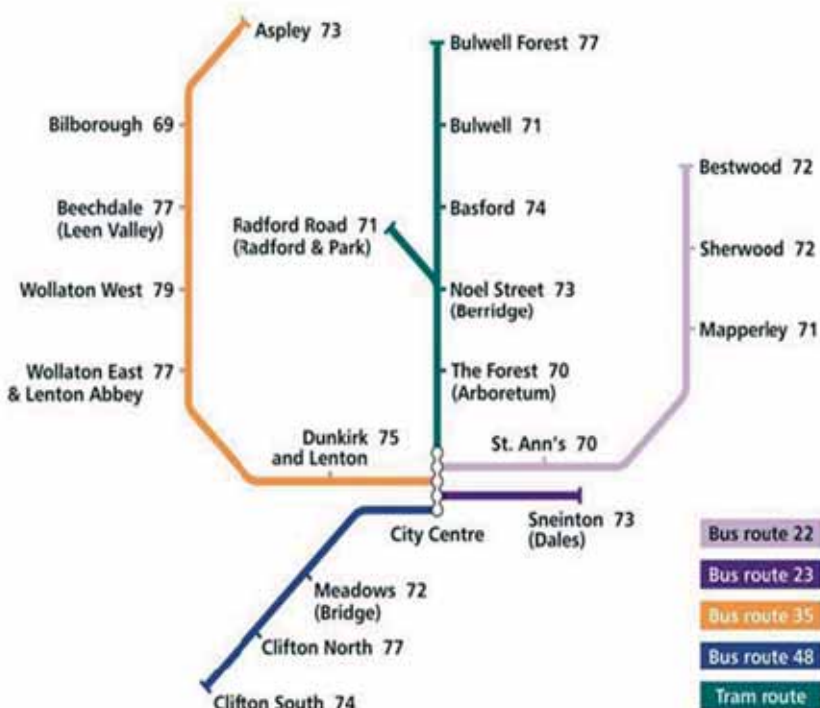 Aspley 73
Bilborough 69
Beechdale 77
(Leen Valley)
Wollaton West 79
Wollaton East 77
& Lenton Abbey
Dunkirk 75
and Lenton
Bulwell Forest 77
Bulwell 71
Basford 74
Radford Road 71
(Radford & Park)
Noel Street 73
(Berridge)
The Forest 70
(Arboretum)
Bestwood 72
Sherwood 72
Mapperley 71
St. Ann's 70
Sneinton 73
(Dales)
City Centre
Meadows 72
(Bridge)
Clifton North 77
Clifton South 74
Bus route 22
Bus route 23
Bus route 35
Bus route 48
Tram route